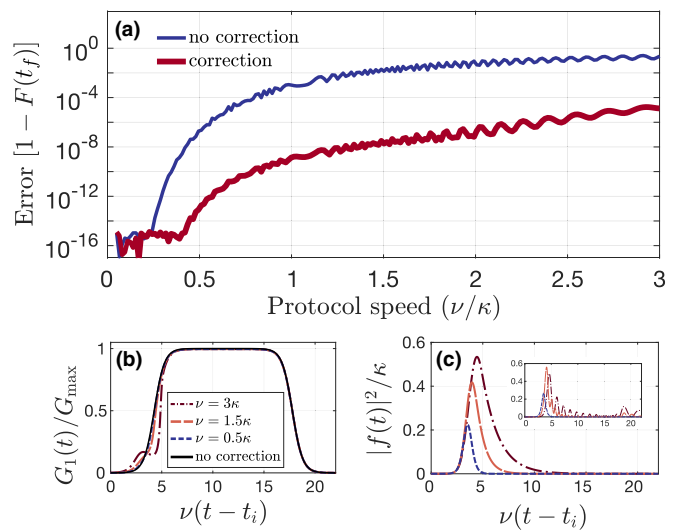 (a)
no correction
correction
Error [1 − F(t_f)]
10^0
10^-4
10^-8
10^-12
10^-16
0.5
1
1.5
2
2.5
3
Protocol speed (ν/κ)
(b)
G_1(t)/G_max
1
0.5
0
ν = 3κ
ν = 1.5κ
ν = 0.5κ
no correction
0
5
10
15
20
ν(t − t_i)
(c)
|f(t)|^2/κ
0.6
0.4
0.2
0
0.6
0.4
0.2
0
0
5
10
15
20
0
5
10
15
20
ν(t − t_i)